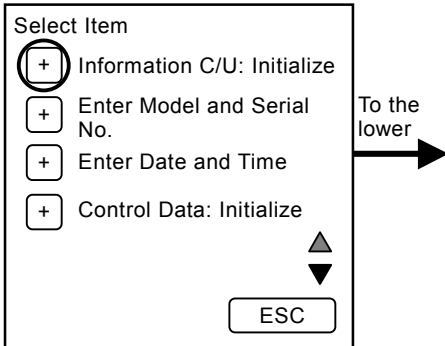 Select Item
+ Information C/U: Initialize
+ Enter Model and Serial
No.
+ Enter Date and Time
+ Control Data: Initialize
ESC
To the
lower